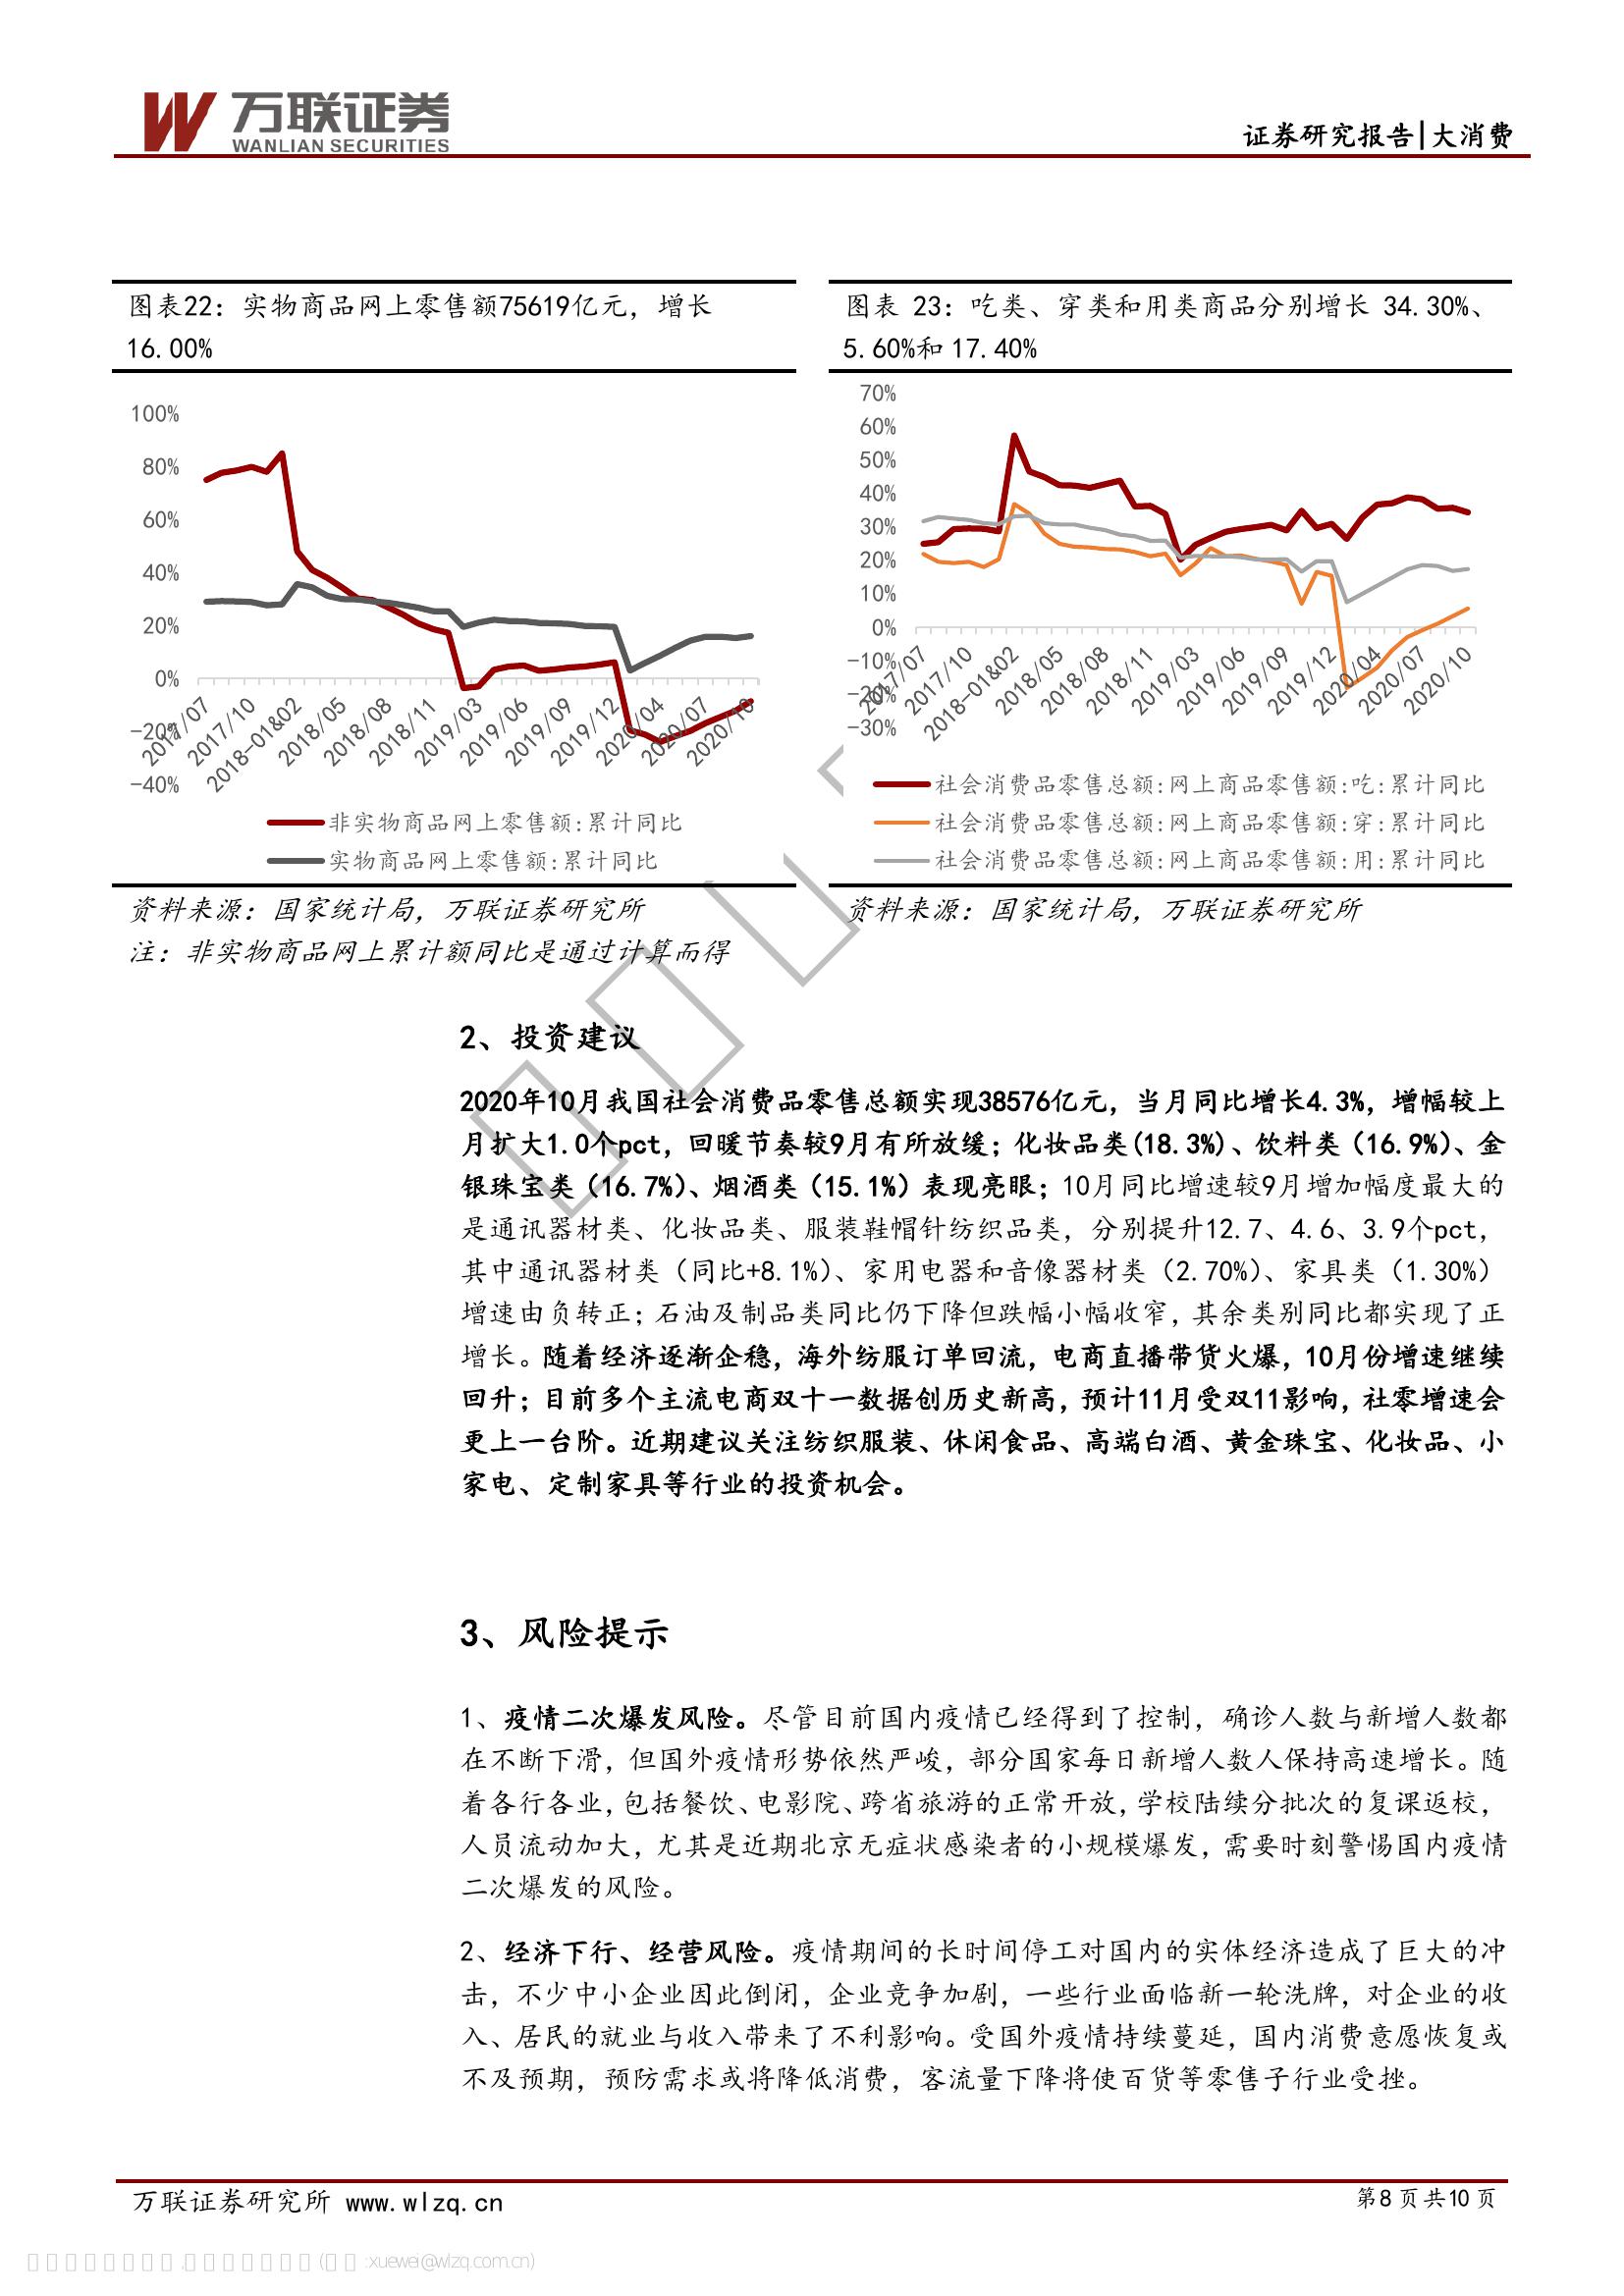 万联证券
WANLIAN SECURITIES
证券研究报告|大消费
图表22：实物商品网上零售额75619亿元，增长
16.00%
100%
80%
60%
40%
20%
0%
-20%
-40%
2017/07
2017/10
2018-01&02
2018/05
2018/08
2018/11
2019/03
2019/06
2019/09
2019/12
2020/04
2020/07
2020/10
非实物商品网上零售额:累计同比
实物商品网上零售额:累计同比
资料来源：国家统计局，万联证券研究所
注：非实物商品网上累计额同比是通过计算而得
图表 23：吃类、穿类和用类商品分别增长 34.30%、
5.60%和 17.40%
70%
60%
50%
40%
30%
20%
10%
0%
-10%
-20%
-30%
2017/07
2017/10
2018-01&02
2018/05
2018/08
2018/11
2019/03
2019/06
2019/09
2019/12
2020/04
2020/07
2020/10
社会消费品零售总额:网上商品零售额:吃:累计同比
社会消费品零售总额:网上商品零售额:穿:累计同比
社会消费品零售总额:网上商品零售额:用:累计同比
资料来源：国家统计局，万联证券研究所
2、投资建议
2020年10月我国社会消费品零售总额实现38576亿元，当月同比增长4.3%，增幅较上
月扩大1.0个pct，回暖节奏较9月有所放缓；化妆品类(18.3%)、饮料类（16.9%）、金
银珠宝类（16.7%）、烟酒类（15.1%）表现亮眼；10月同比增速较9月增加幅度最大的
是通讯器材类、化妆品类、服装鞋帽针纺织品类，分别提升12.7、4.6、3.9个pct，
其中通讯器材类（同比+8.1%）、家用电器和音像器材类（2.70%）、家具类（1.30%）
增速由负转正；石油及制品类同比仍下降但跌幅小幅收窄，其余类别同比都实现了正
增长。随着经济逐渐企稳，海外纺服订单回流，电商直播带货火爆，10月份增速继续
回升；目前多个主流电商双十一数据创历史新高，预计11月受双11影响，社零增速会
更上一台阶。近期建议关注纺织服装、休闲食品、高端白酒、黄金珠宝、化妆品、小
家电、定制家具等行业的投资机会。
3、风险提示
1、疫情二次爆发风险。尽管目前国内疫情已经得到了控制，确诊人数与新增人数都
在不断下滑，但国外疫情形势依然严峻，部分国家每日新增人数人保持高速增长。随
着各行各业，包括餐饮、电影院、跨省旅游的正常开放，学校陆续分批次的复课返校，
人员流动加大，尤其是近期北京无症状感染者的小规模爆发，需要时刻警惕国内疫情
二次爆发的风险。
2、经济下行、经营风险。疫情期间的长时间停工对国内的实体经济造成了巨大的冲
击，不少中小企业因此倒闭，企业竞争加剧，一些行业面临新一轮洗牌，对企业的收
入、居民的就业与收入带来了不利影响。受国外疫情持续蔓延，国内消费意愿恢复或
不及预期，预防需求或将降低消费，客流量下降将使百货等零售子行业受挫。
万联证券研究所 www.wlzq.cn
第8页共10页
xuewei@wlzq.com.cn)